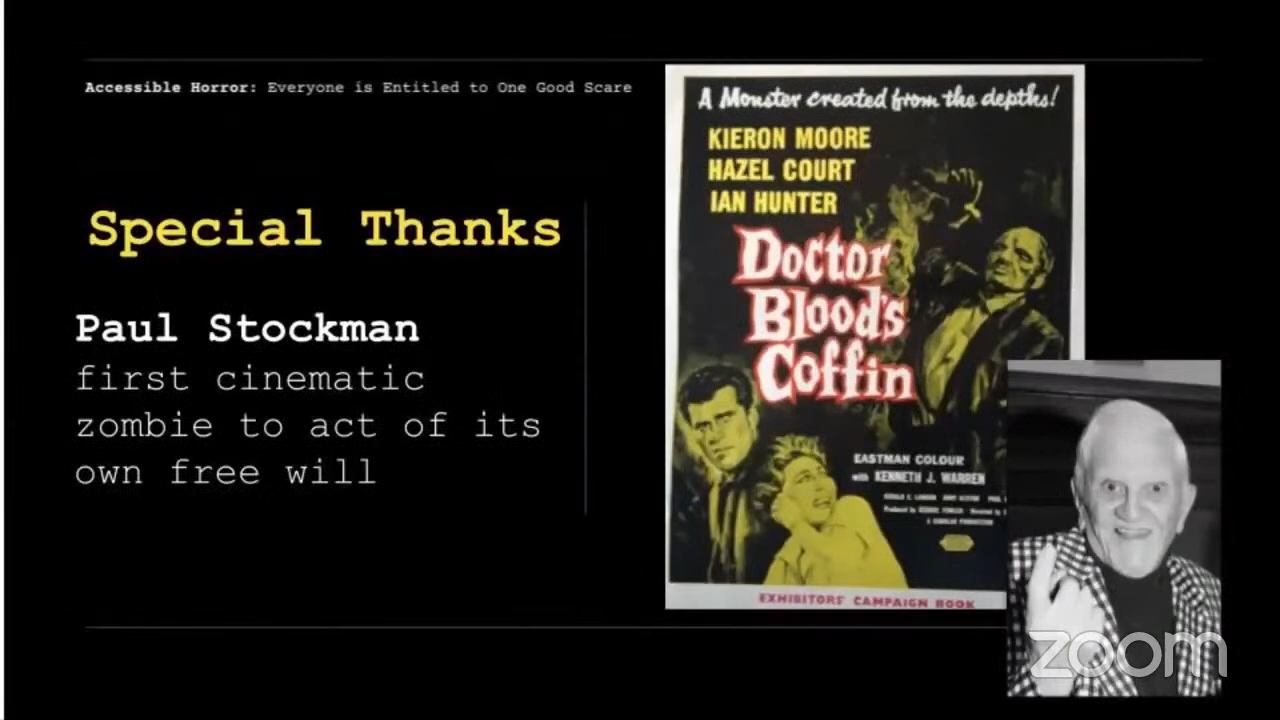 Accessible Horror: Everyone is Entitled to One Good Scare
Special Thanks
Paul Stockman
first cinematic
zombie to act of its
own free will
A Monster created from the depths!
KIERON MOORE
HAZEL COURT
IAN HUNTER
Doctor
Blood's
Coffin
EASTMAN COLOUR
with KENNETH J. WARREN
EXHIBITORS' CAMPAIGN BOOK
zoom